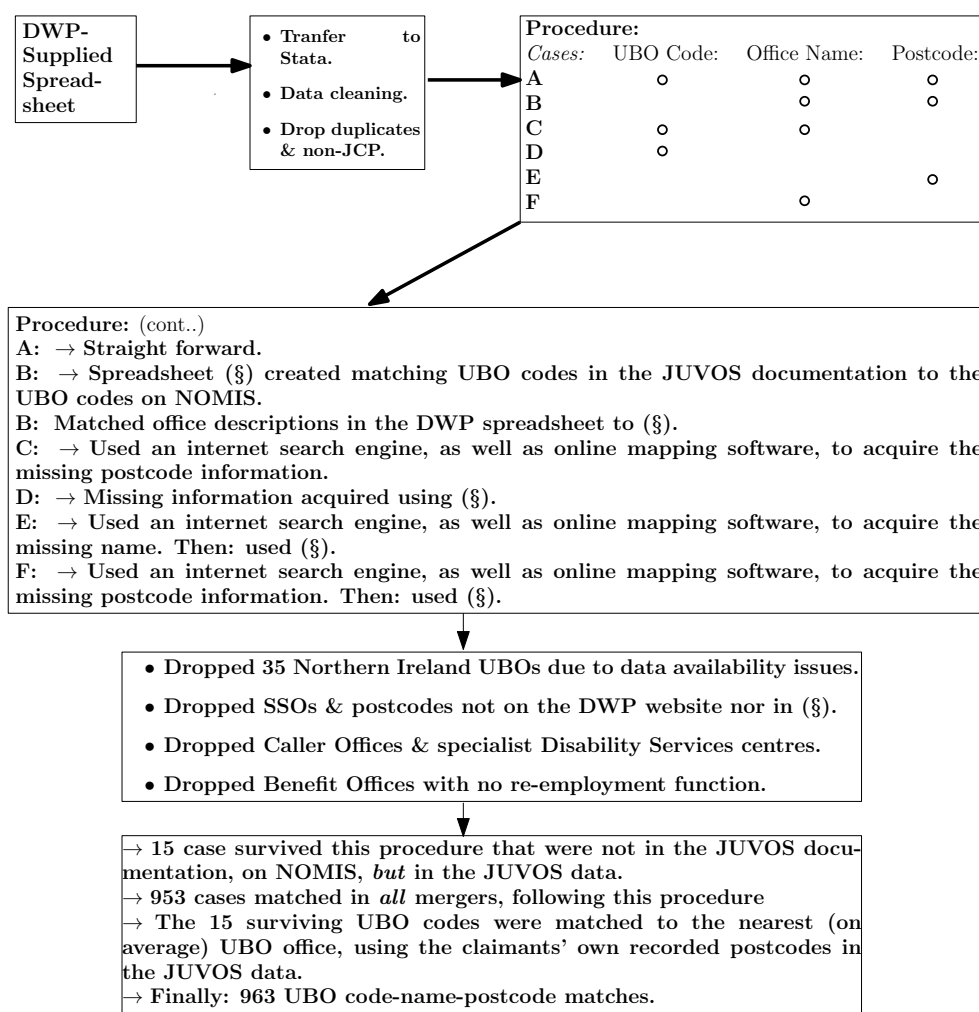 DWP-
Supplied
Spread-
sheet
• Tranfer to
Stata.
• Data cleaning.
• Drop duplicates
& non-JCP.
Procedure:
Cases: UBO Code: Office Name: Postcode:
A
B
C
D
E
F
Procedure: (cont..)
A: → Straight forward.
B: → Spreadsheet (§) created matching UBO codes in the JUVOS documentation to the
UBO codes on NOMIS.
B: Matched office descriptions in the DWP spreadsheet to (§).
C: → Used an internet search engine, as well as online mapping software, to acquire the
missing postcode information.
D: → Missing information acquired using (§).
E: → Used an internet search engine, as well as online mapping software, to acquire the
missing name. Then: used (§).
F: → Used an internet search engine, as well as online mapping software, to acquire the
missing postcode information. Then: used (§).
• Dropped 35 Northern Ireland UBOs due to data availability issues.
• Dropped SSOs & postcodes not on the DWP website nor in (§).
• Dropped Caller Offices & specialist Disability Services centres.
• Dropped Benefit Offices with no re-employment function.
→ 15 case survived this procedure that were not in the JUVOS docu-
mentation, on NOMIS, but in the JUVOS data.
→ 953 cases matched in all mergers, following this procedure
→ The 15 surviving UBO codes were matched to the nearest (on
average) UBO office, using the claimants' own recorded postcodes in
the JUVOS data.
→ Finally: 963 UBO code-name-postcode matches.